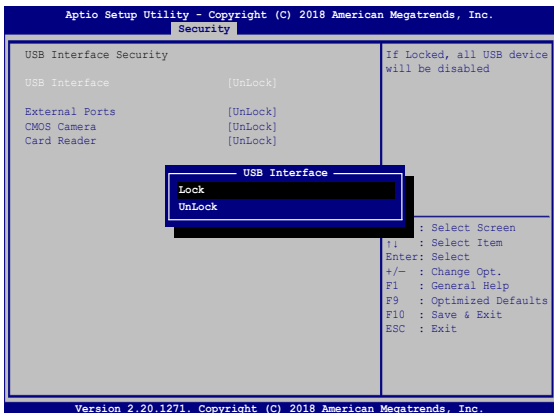 Aptio Setup Utility - Copyright (C) 2018 American Megatrends, Inc.
Security
USB Interface Security
USB Interface [UnLock]
External Ports [UnLock]
CMOS Camera [UnLock]
Card Reader [UnLock]
If Locked, all USB device
will be disabled
USB Interface
Lock
UnLock
: Select Screen
↑↓ : Select Item
Enter: Select
+/— : Change Opt.
F1 : General Help
F9 : Optimized Defaults
F10 : Save & Exit
ESC : Exit
Version 2.20.1271. Copyright (C) 2018 American Megatrends, Inc.